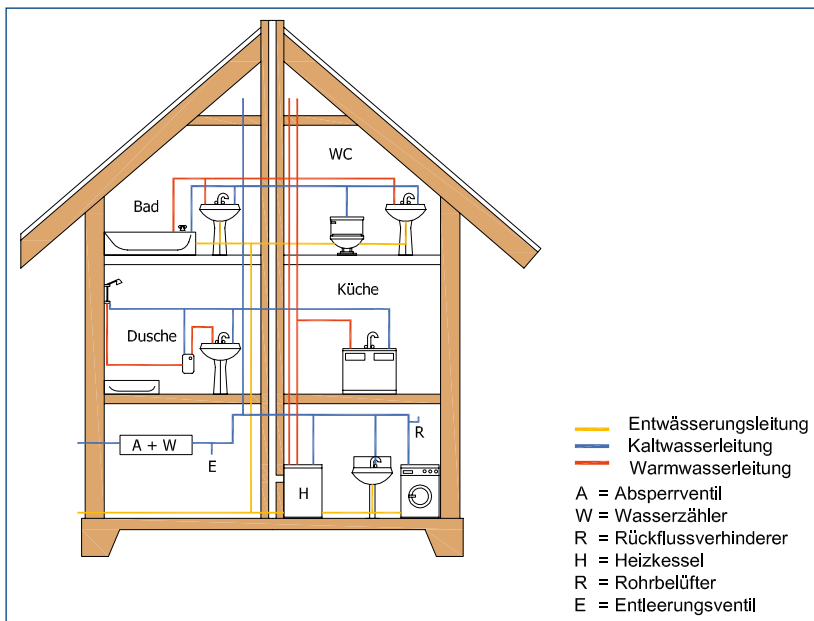 WC
Bad
Küche
Dusche
A + W
R
E
H
Entwässerungsleitung
Kaltwasserleitung
Warmwasserleitung
A = Absperrventil
W = Wasserzähler
R = Rückflussverhinderer
H = Heizkessel
R = Rohrbelüfter
E = Entleerungsventil